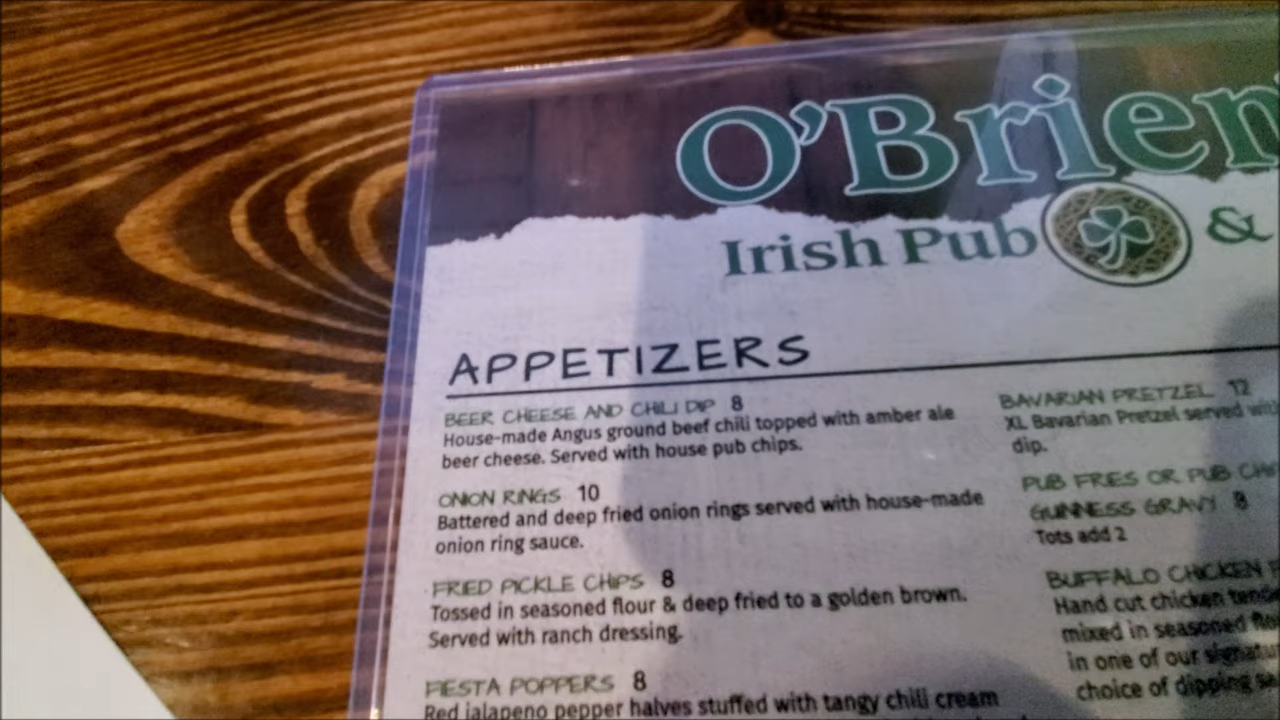 O'Brien'
Irish Pub &
APPETIZERS
BEER CHEESE AND CHILI DIP 8
House-made Angus ground beef chili topped with amber ale
beer cheese. Served with house pub chips.
ONION RINGS 10
Battered and deep fried onion rings served with house-made
onion ring sauce.
FRIED PICKLE CHIPS 8
Tossed in seasoned flour & deep fried to a golden brown.
Served with ranch dressing.
FIESTA POPPERS 8
Red jalapeno pepper halves stuffed with tangy chili cream
BAVARIAN PRETZEL 12
XL Bavarian Pretzel served with
dip.
PUB FRIES OR PUB
GUINNESS GRAVY 8
Tots add 2
BUFFALO CHICKEN
Hand cut chicken
mixed in seasoned
in one of our
choice of dipping